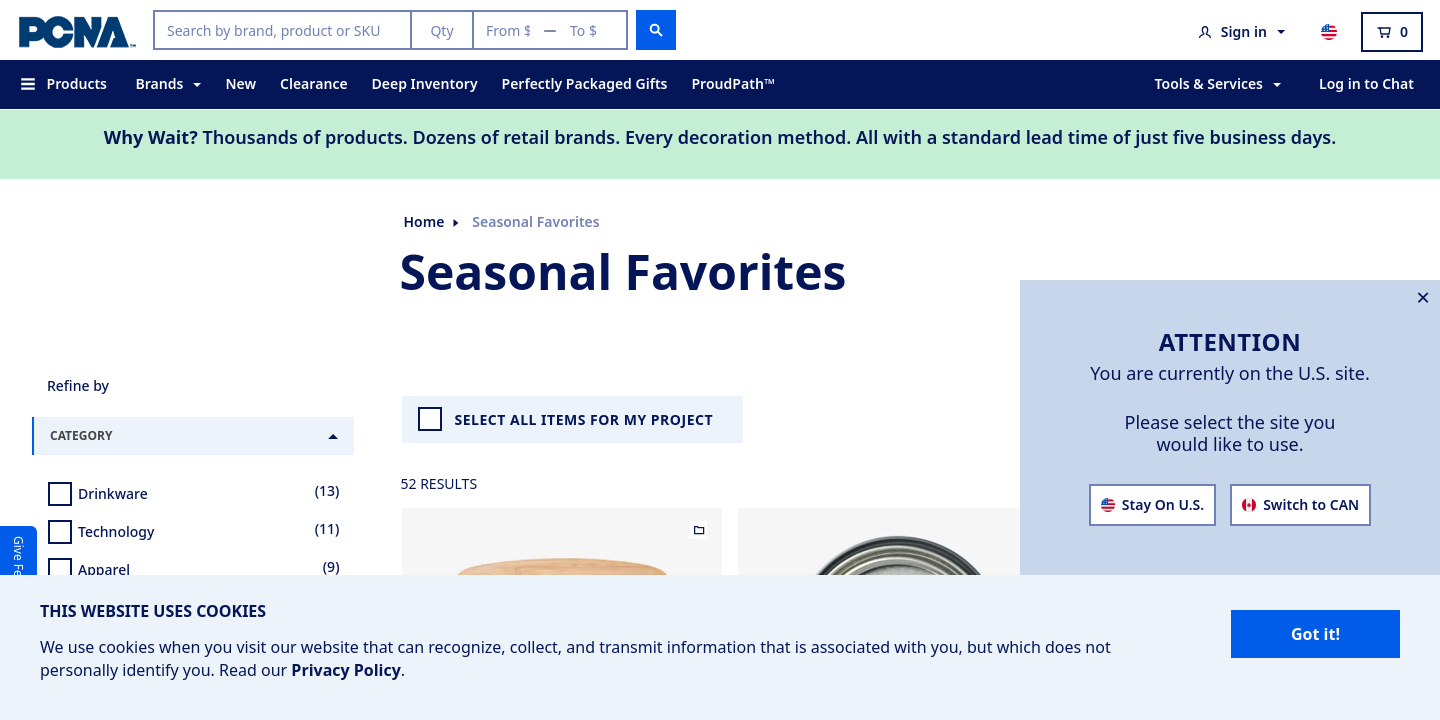 PCNA™
Search by brand, product or SKU
Qty
From $ — To $
Sign in
0
Products
Brands
New
Clearance
Deep Inventory
Perfectly Packaged Gifts
ProudPath™
Tools & Services
Log in to Chat
Why Wait? Thousands of products. Dozens of retail brands. Every decoration method. All with a standard lead time of just five business days.
Home
Seasonal Favorites
Seasonal Favorites
ATTENTION
You are currently on the U.S. site.
Please select the site you
would like to use.
Stay On U.S.
Switch to CAN
Refine by
CATEGORY
Drinkware (13)
Technology (11)
Apparel (9)
SELECT ALL ITEMS FOR MY PROJECT
52 RESULTS
Give
THIS WEBSITE USES COOKIES
We use cookies when you visit our website that can recognize, collect, and transmit information that is associated with you, but which does not
personally identify you. Read our Privacy Policy.
Got it!